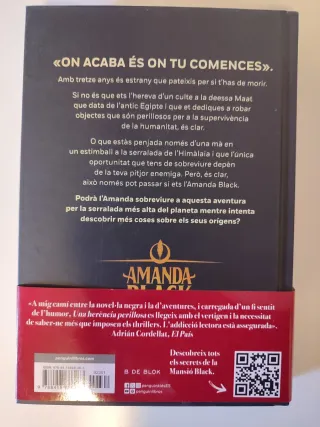 «ON ACABA ÉS ON TU COMENCES».
Amb tretze anys és estrany que pateixis per si t'has de morir.
Si no és que ets l'hereva d'un culte a la deessa Maat
que data de l'antic Egipte i que et dediques a robar
objectes que són perillosos per a la supervivència
de la humanitat, és clar.
O que estàs penjada només d'una mà en
un estimball a la serralada de l'Himàlaia i que l'única
oportunitat que tens de sobreviure depèn
de la teva pitjor enemiga. Però, és clar,
això només pot passar si ets l'Amanda Black.
Podrà l'Amanda sobreviure a aquesta aventura
per la serralada més alta del planeta mentre intenta
descobrir més coses sobre els seus orígens?
AMANDA
BLACK
«A mig camí entre la novel·la negra i la d'aventures, i carregada d'un fi sentit
de l'humor, Una herència perillosa es llegeix amb el vertigen i la necessitat
de saber-ne més que imposen els thrillers. L'addicció lectora està assegurada».
Adrián Cordellat, El País
B DE BLOK
penguinllibres.com
penguinllibres
Descobreix tots
els secrets de la
Mansió Black.